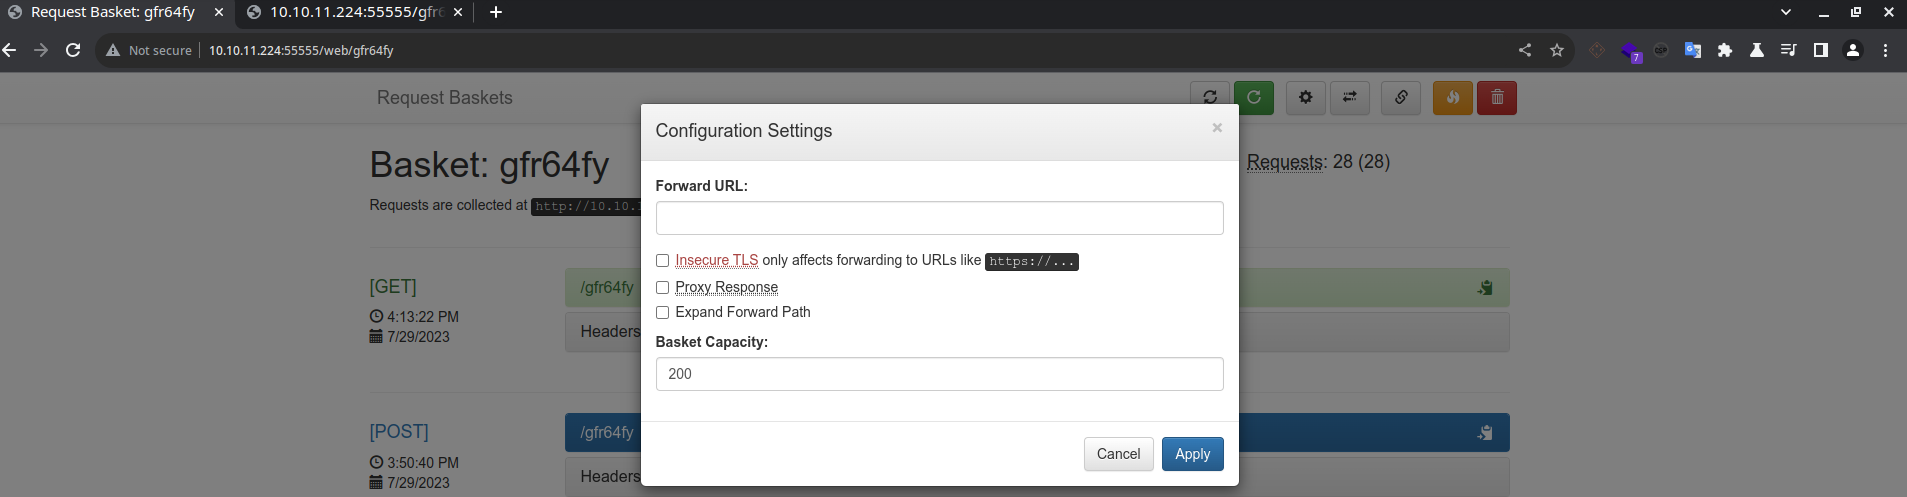 Request Basket: gfr64fy
10.10.11.224:55555/gfr6
Not secure 10.10.11.224:55555/web/gfr64fy
7
Request Baskets
Configuration Settings
Basket: gfr64fy
Requests: 28 (28)
Requests are collected at http://10.10.1
Forward URL:
Insecure TLS only affects forwarding to URLs like https://...
[GET]
/gfr64fy
Proxy Response
4:13:22 PM
Expand Forward Path
7/29/2023
Headers
Basket Capacity:
200
[POST]
/gfr64fy
Cancel
Apply
3:50:40 PM
7/29/2023
Headers